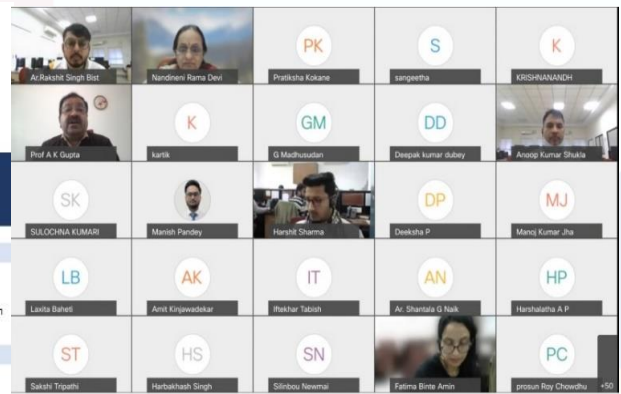 PK
S
K
Ar.Rakshit Singh Bist
Nandineni Rama Devi
Pratiksha Kokane
sangeetha
KRISHNANANDH
K
GM
DD
Prof A K Gupta
kartik
G Madhusudan
Deepak kumar dubey
Anoop Kumar Shukla
SK
DP
MJ
SULOCHNA KUMARI
Manish Pandey
Harshit Sharma
Deeksha P
Manoj Kumar Jha
LB
AK
IT
AN
HP
Laxita Baheti
Amit Kinjawadekar
Iftekhar Tabish
Ar. Shantala G Naik
Harshalatha A P
ST
HS
SN
PC
Sakshi Tripathi
Harbakhash Singh
Silinbou Newmai
Fatima Binte Amin
prosun Roy Chowdhu
+50